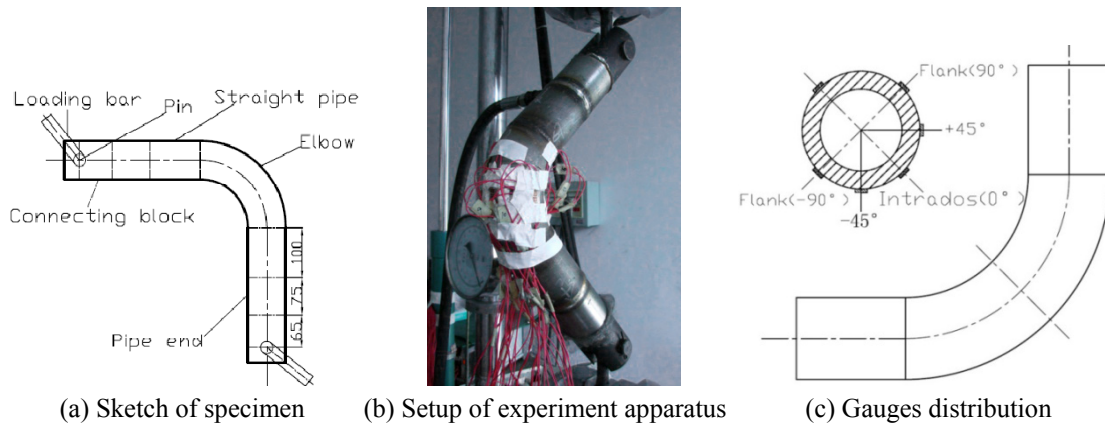 Loading bar
Pin
Straight pipe
Elbow
Connecting block
100
75
65
Pipe end
Flank(90°)
+45°
Flank(-90°)
Intrados(0°)
-45°
(a) Sketch of specimen
(b) Setup of experiment apparatus
(c) Gauges distribution